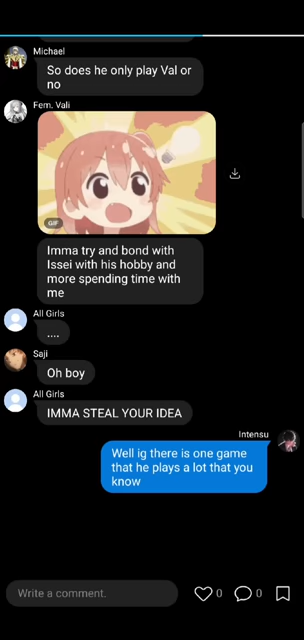 Michael
So does he only play Val or
no
Fem. Vali
GIF
Imma try and bond with
Issei with his hobby and
more spending time with
me
All Girls
....
Saji
Oh boy
All Girls
IMMA STEAL YOUR IDEA
Intensu
Well ig there is one game
that he plays a lot that you
know
Write a comment.
0
0